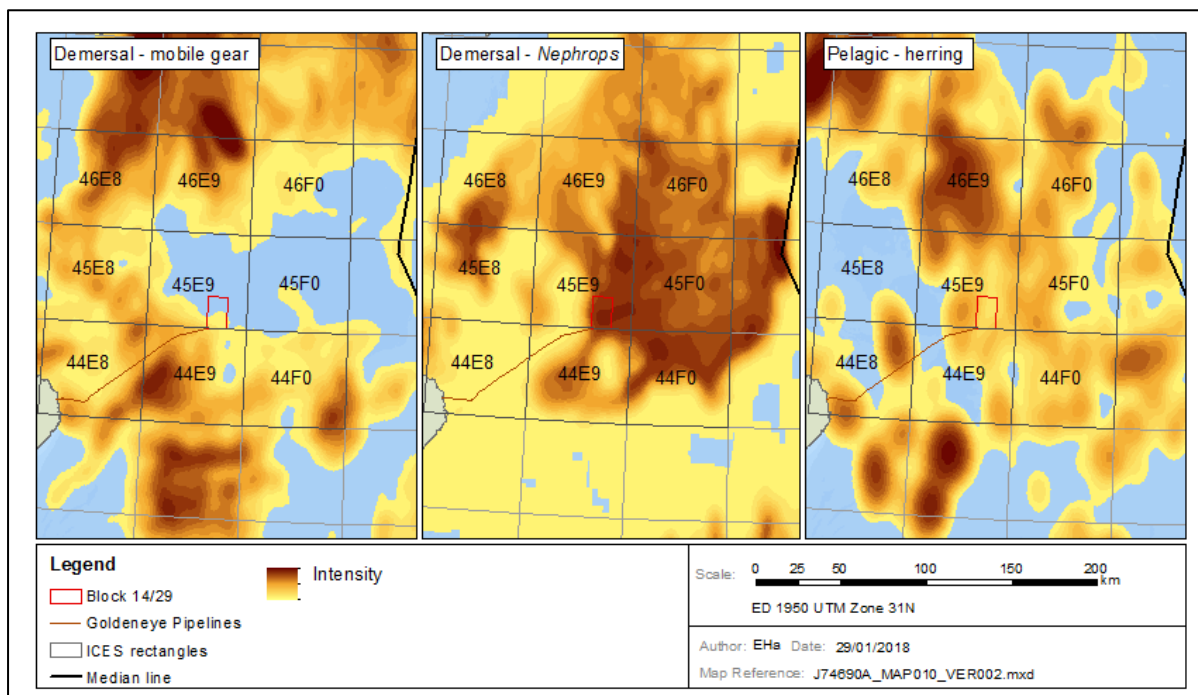 Demersal - mobile gear
46E8
46E9
46F0
45E8
45E9
45F0
44E8
44E9
44F0
Demersal - Nephrops
46E8
46E9
46F0
45E8
45E9
45F0
44E8
44E9
44F0
Pelagic - herring
46E8
46E9
46F0
45E8
45E9
45F0
44E8
44E9
44F0
Legend
Block 14/29
Goldeneye Pipelines
ICES rectangles
Median line
Intensity
Scale: 0 25 50 100 150 200 km
ED 1950 UTM Zone 31N
Author: EHa Date: 29/01/2018
Map Reference: J74690A_MAP010_VER002.mxd